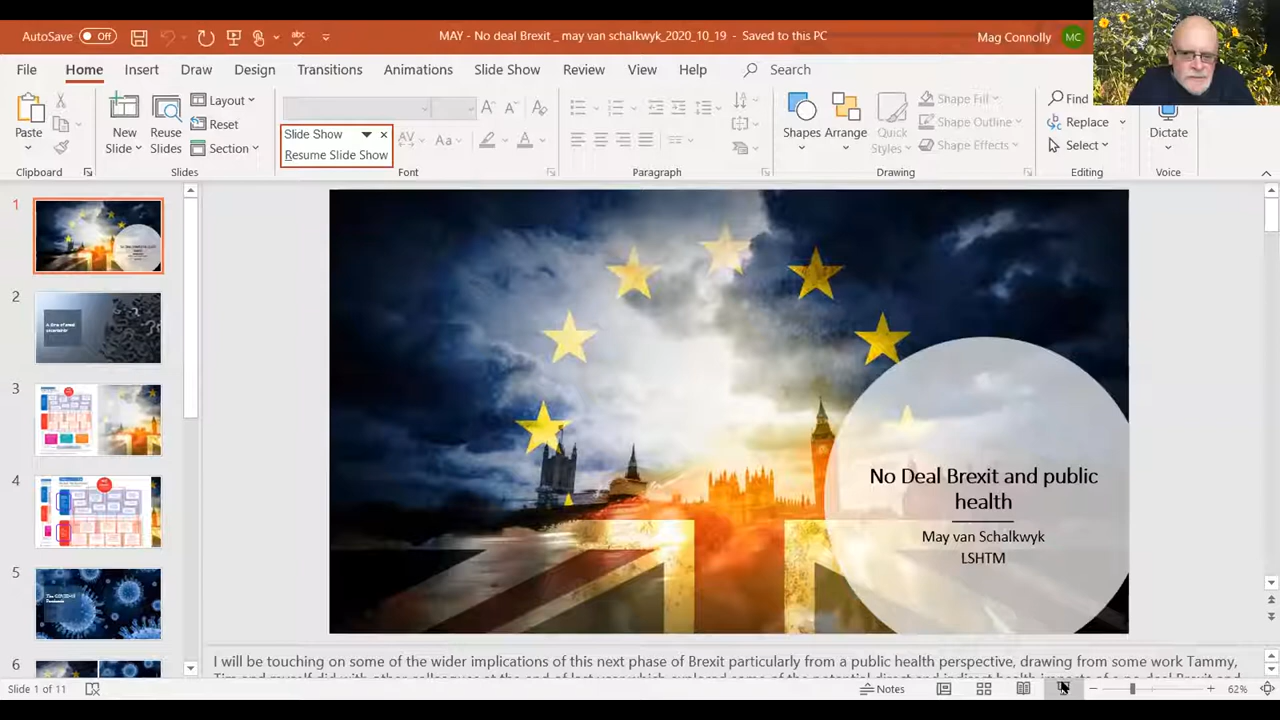 AutoSave Off
MAY - No deal Brexit _ may van schalkwyk_2020_10_19 - Saved to this PC
Mag Connolly MC
File Home Insert Draw Design Transitions Animations Slide Show Review View Help Search
Paste
New Slide
Reuse Slides
Layout
Reset
Section
Slide Show
Resume Slide Show
Aa
Shapes
Arrange
Quick Styles
Shape Fill
Shape Outline
Shape Effects
Find
Replace
Select
Dictate
Clipboard Slides Font Paragraph Drawing Editing Voice
1
2
3
4
5
6
No Deal Brexit and public
health
May van Schalkwyk
LSHTM
I will be touching on some of the wider implications of this next phase of Brexit particularly from a public health perspective, drawing from some work Tammy,
Slide 1 of 11
Notes
62%